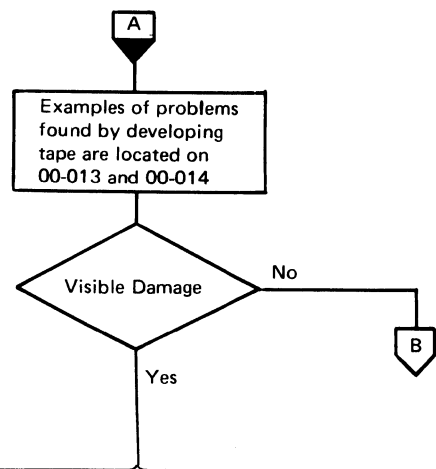 A
Examples of problems
found by developing
tape are located on
00-013 and 00-014
Visible Damage
No
B
Yes